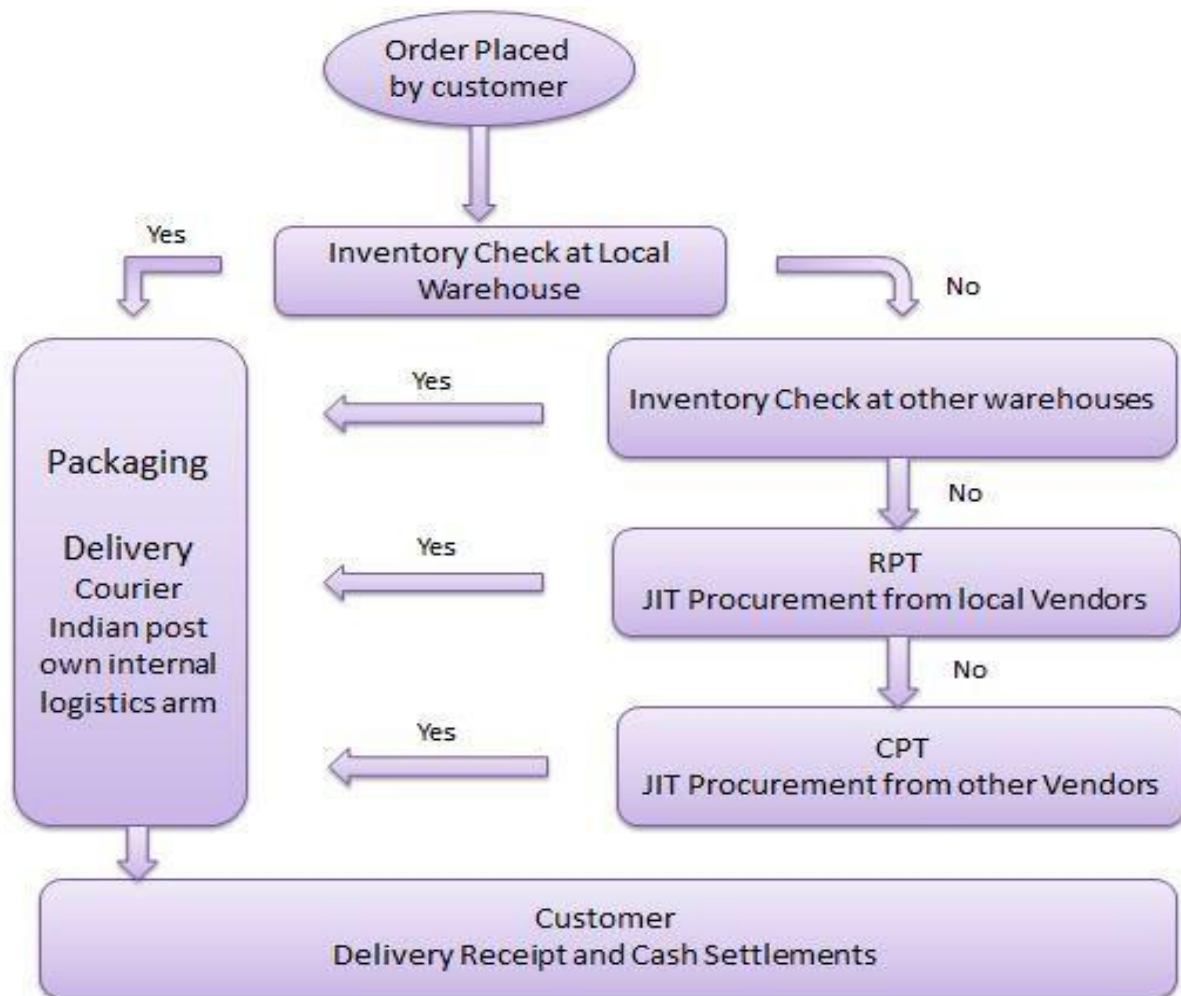 Order Placed
by customer
Yes
Inventory Check at Local
Warehouse
No
Yes
Inventory Check at other warehouses
Packaging
No
Delivery
Courier
Indian post
own internal
logistics arm
Yes
RPT
JIT Procurement from local Vendors
No
Yes
CPT
JIT Procurement from other Vendors
Customer
Delivery Receipt and Cash Settlements